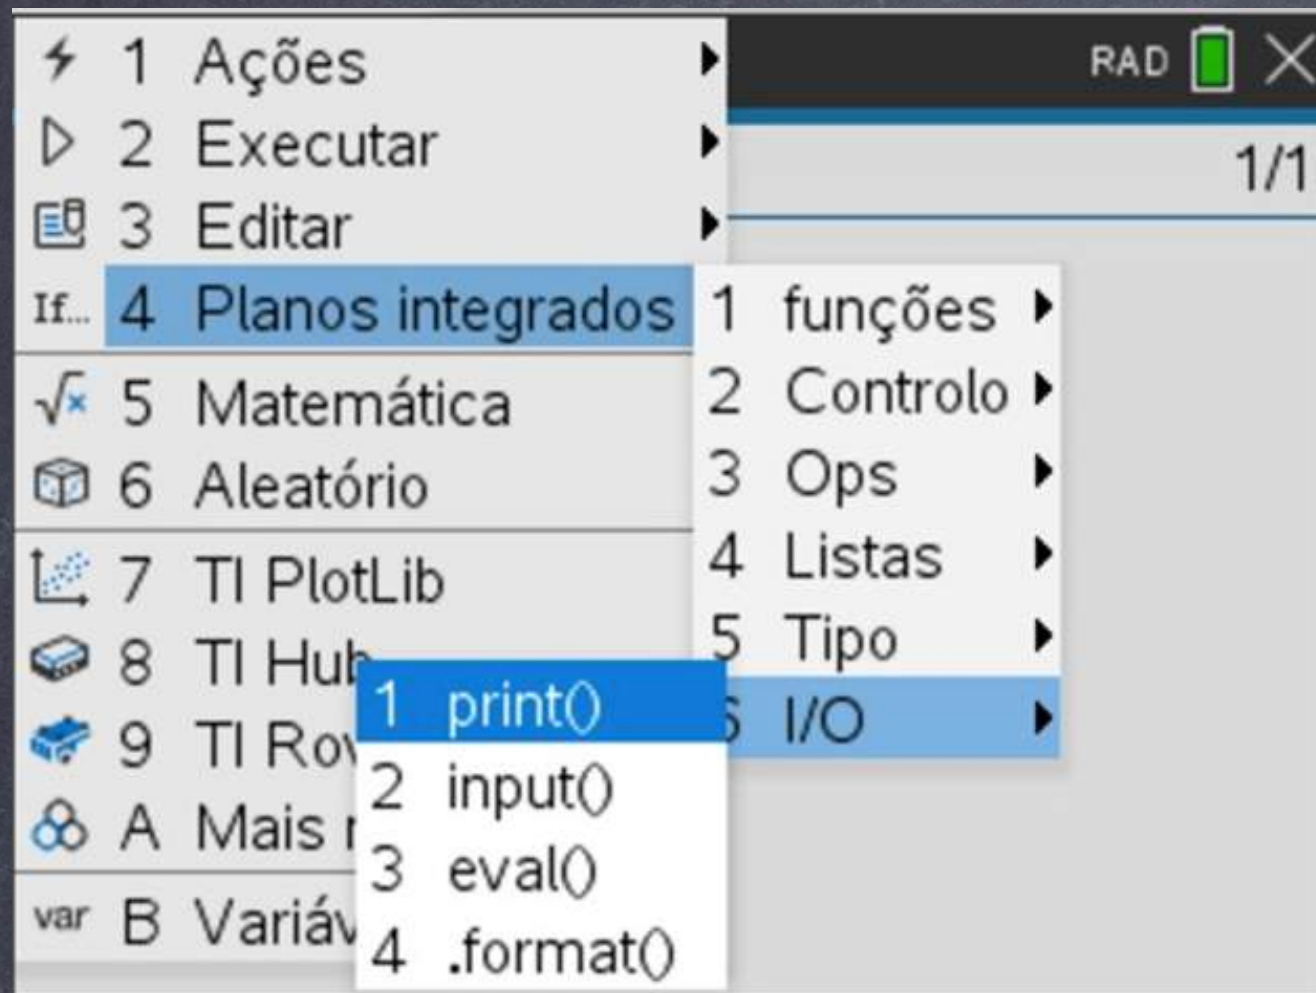 1 Ações
2 Executar
3 Editar
If... 4 Planos integrados
√x 5 Matemática
6 Aleatório
7 TI PlotLib
8 TI Hub
9 TI
A Mais
var B
RAD
1/1
1 funções
2 Controlo
3 Ops
4 Listas
5 Tipo
6 I/O
1 print()
2 input()
3 eval()
4 .format()